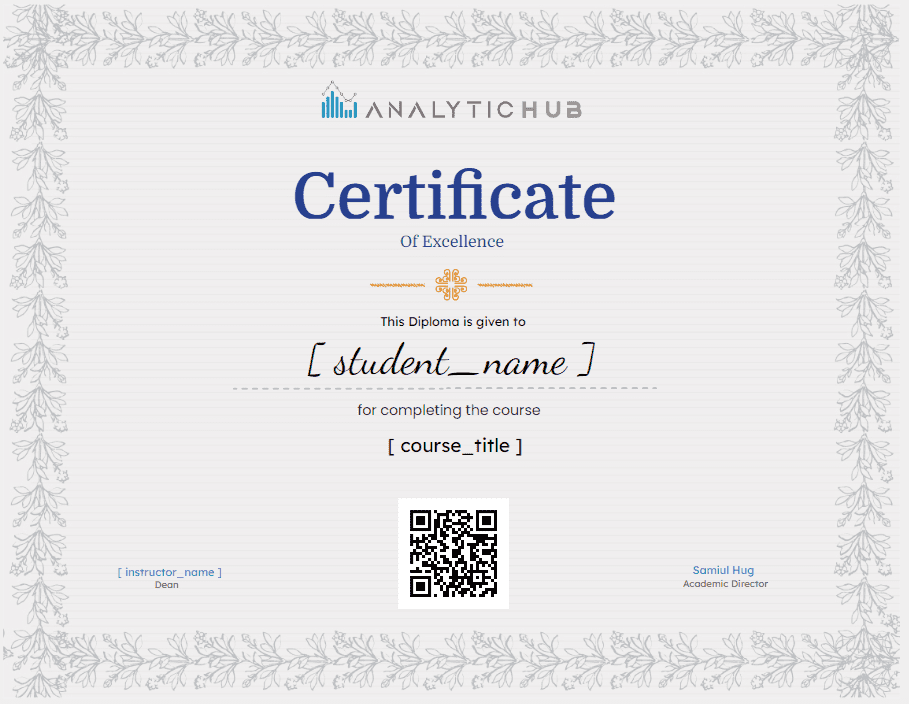 ANALYTICHUB
Certificate
Of Excellence
This Diploma is given to
[ student_name ]
for completing the course
[ course_title ]
[ instructor_name ]
Dean
Samiul Hug
Academic Director